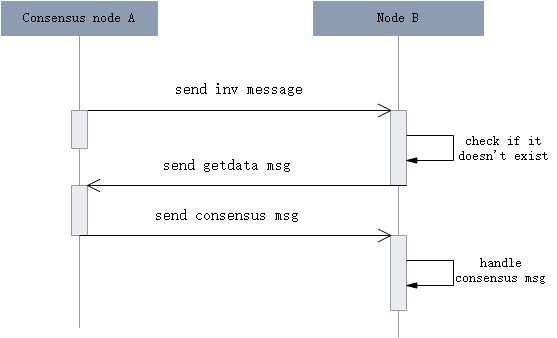 Consensus node A
Node B
send inv message
check if it
doesn't exist
send getdata msg
send consensus msg
handle
consensus msg